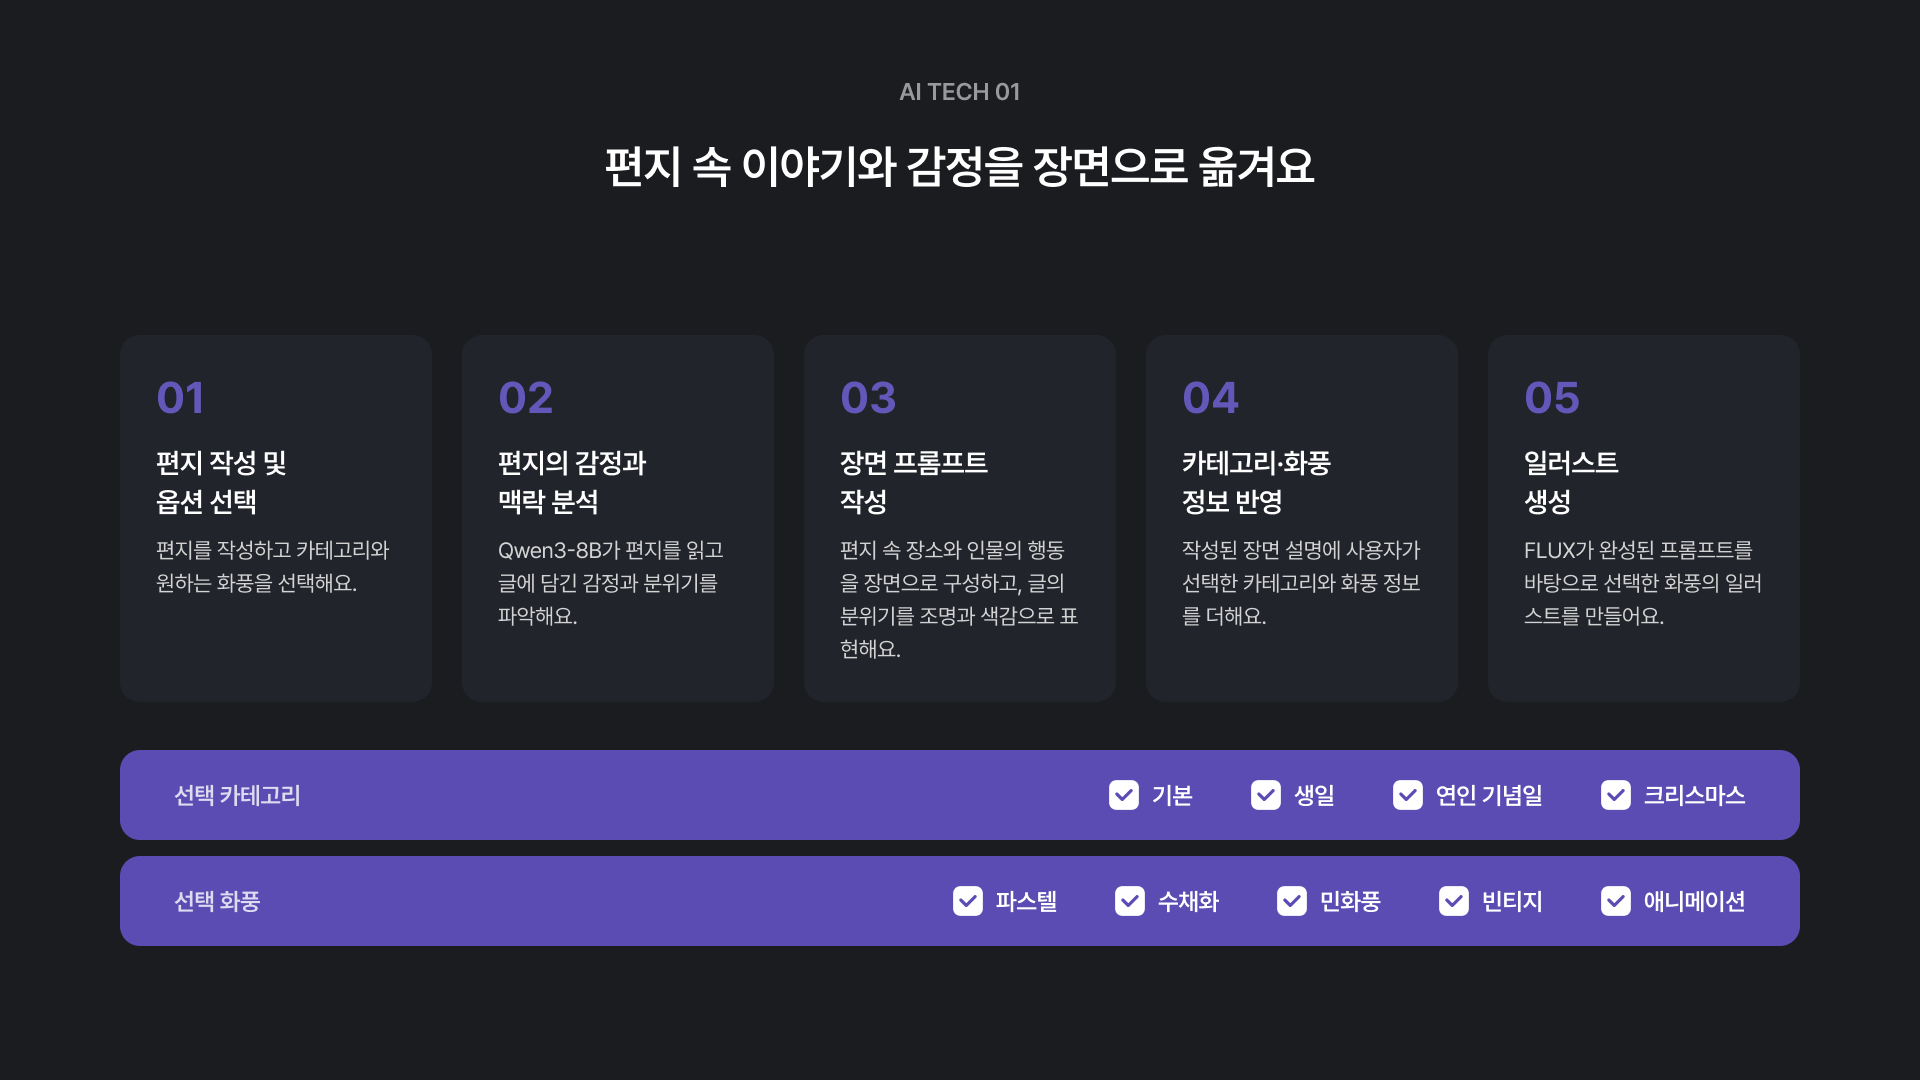 AI TECH 01
편지 속 이야기와 감정을 장면으로 옮겨요
01
편지 작성 및
옵션 선택
편지를 작성하고 카테고리와
원하는 화풍을 선택해요.
02
편지의 감정과
맥락 분석
Qwen3-8B가 편지를 읽고
글에 담긴 감정과 분위기를
파악해요.
03
장면 프롬프트
작성
편지 속 장소와 인물의 행동
을 장면으로 구성하고, 글의
분위기를 조명과 색감으로 표
현해요.
04
카테고리·화풍
정보 반영
작성된 장면 설명에 사용자가
선택한 카테고리와 화풍 정보
를 더해요.
05
일러스트
생성
FLUX가 완성된 프롬프트를
바탕으로 선택한 화풍의 일러
스트를 만들어요.
선택 카테고리
기본
생일
연인 기념일
크리스마스
선택 화풍
파스텔
수채화
민화풍
빈티지
애니메이션